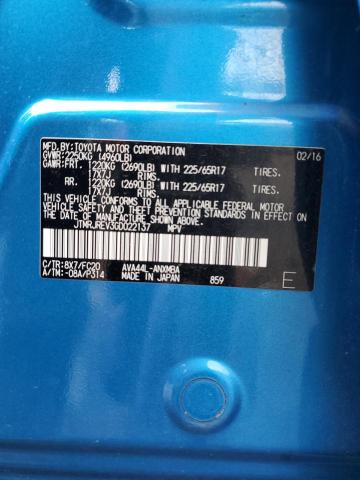 MFD. BY: TOYOTA MOTOR CORPORATION 02/16
GVWR: 2250KG (4960LB)
GAWR: FRT. 1220KG (2690LB) WITH 225/65R17 TIRES.
17X7J RIMS.
RR. 1220KG (2690LB) WITH 225/65R17 TIRES.
17X7J RIMS.
THIS VEHICLE CONFORMS TO ALL APPLICABLE
FEDERAL MOTOR VEHICLE SAFETY, BUMPER, AND THEFT
PREVENTION STANDARDS IN EFFECT ON THE DATE OF
MANUFACTURE SHOWN ABOVE.
JTMRJREV3GD022137 MPV
C/TR: 8X7/FC20 AVA44L-ANXMBA
A/TM: -08A/P314 MADE IN JAPAN 859 E